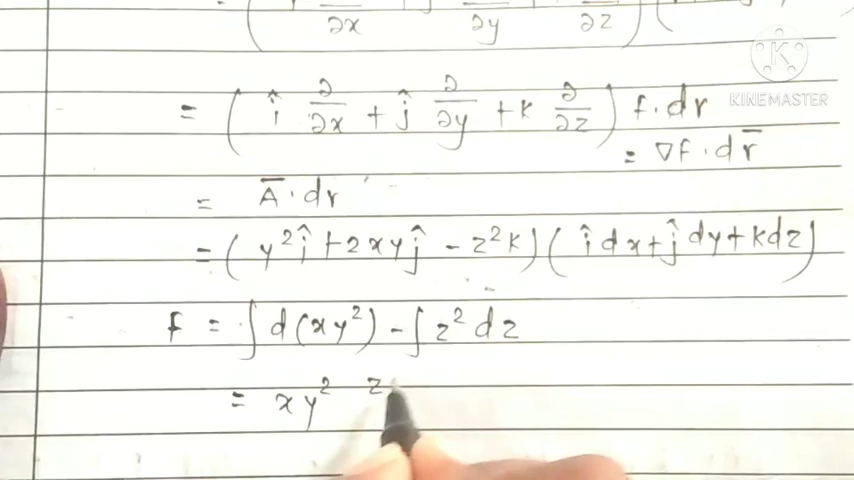 ∂x ∂y ∂z
= ( î ∂/∂x + ĵ ∂/∂y + k ∂/∂z ) f. dr
KINEMASTER
= ∇f. dr̅
= A̅. dr
= ( y² î + 2xy ĵ - z² k ) ( î dx + ĵ dy + k dz )
f = ∫ d(xy²) - ∫ z² dz
= xy² z